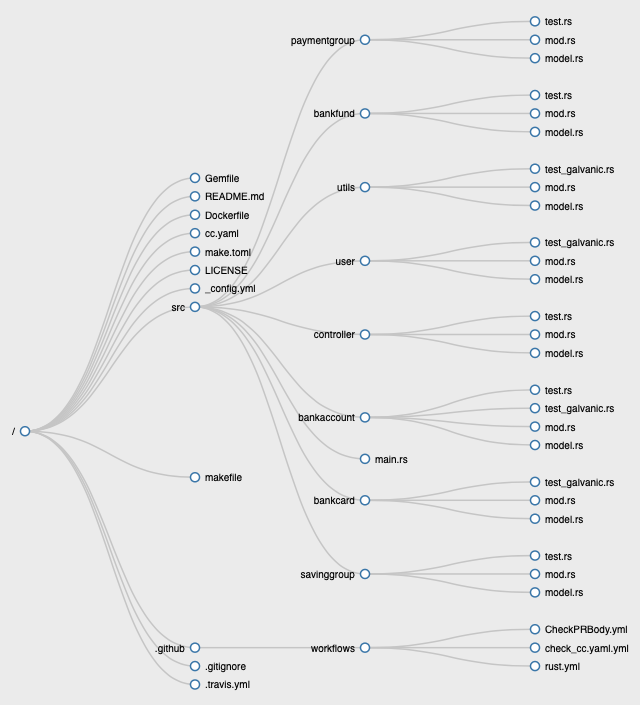 /
Gemfile
README.md
Dockerfile
cc.yaml
make.toml
LICENSE
_config.yml
src
paymentgroup
test.rs
mod.rs
model.rs
bankfund
test.rs
mod.rs
model.rs
utils
test_galvanic.rs
mod.rs
model.rs
user
test_galvanic.rs
mod.rs
model.rs
controller
test.rs
mod.rs
model.rs
bankaccount
test.rs
test_galvanic.rs
mod.rs
model.rs
main.rs
bankcard
test_galvanic.rs
mod.rs
model.rs
savinggroup
test.rs
mod.rs
model.rs
makefile
.github
workflows
CheckPRBody.yml
check_cc.yaml.yml
rust.yml
.gitignore
.travis.yml